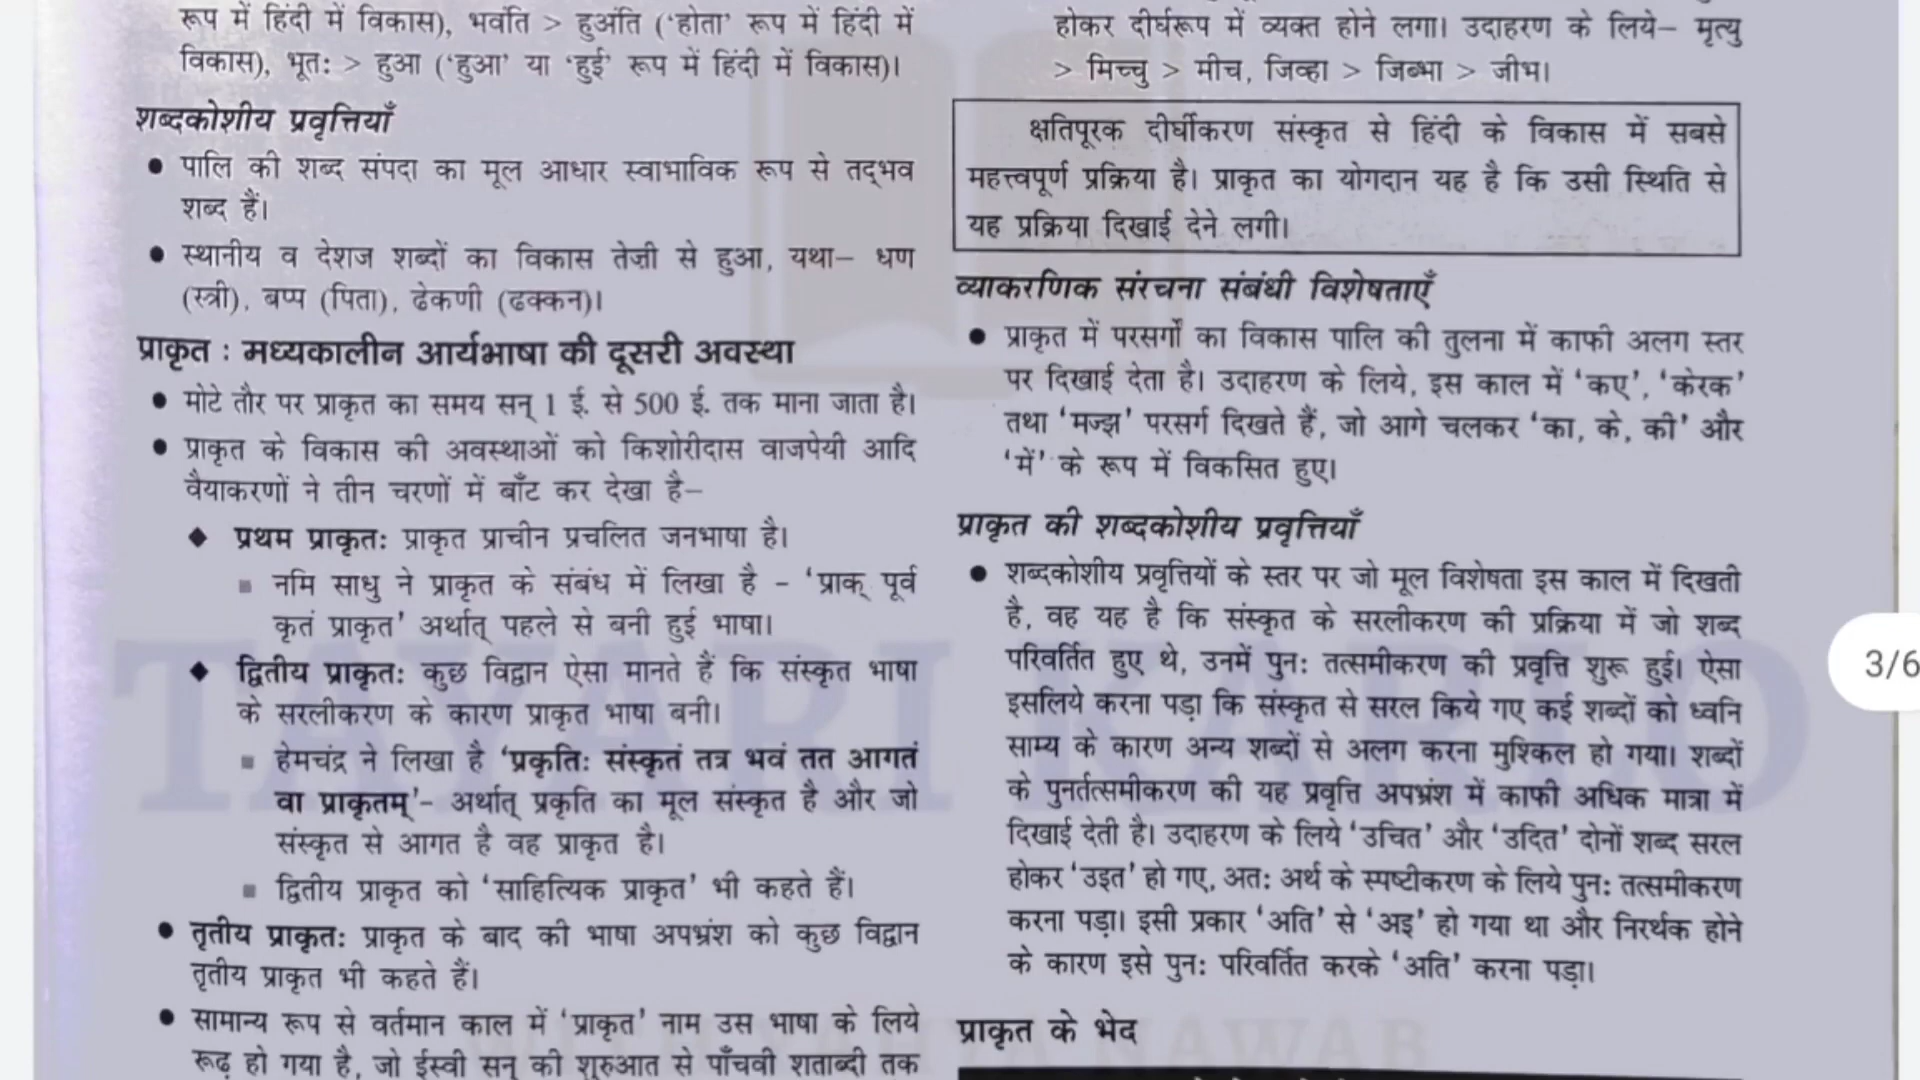 रूप में हिंदी में विकास), भवंति > हुअंति ('होता' रूप में हिंदी में
विकास), भूत: > हुआ ('हुआ' या 'हुई' रूप में हिंदी में विकास)।
शब्दकोशीय प्रवृत्तियाँ
● पालि की शब्द संपदा का मूल आधार स्वाभाविक रूप से तद्भव
शब्द हैं।
● स्थानीय व देशज शब्दों का विकास तेज़ी से हुआ, यथा– धण
(स्त्री), बप्प (पिता), ढेकणी (ढक्कन)।
प्राकृत : मध्यकालीन आर्यभाषा की दूसरी अवस्था
● मोटे तौर पर प्राकृत का समय सन् 1 ई. से 500 ई. तक माना जाता है।
● प्राकृत के विकास की अवस्थाओं को किशोरीदास वाजपेयी आदि
वैयाकरणों ने तीन चरणों में बाँट कर देखा है–
◆ प्रथम प्राकृत: प्राकृत प्राचीन प्रचलित जनभाषा है।
■ नमि साधु ने प्राकृत के संबंध में लिखा है - 'प्राक् पूर्व
कृतं प्राकृत' अर्थात् पहले से बनी हुई भाषा।
◆ द्वितीय प्राकृत: कुछ विद्वान ऐसा मानते हैं कि संस्कृत भाषा
के सरलीकरण के कारण प्राकृत भाषा बनी।
■ हेमचंद्र ने लिखा है 'प्रकृति: संस्कृतं तत्र भवं तत आगतं
वा प्राकृतम्'- अर्थात् प्रकृति का मूल संस्कृत है और जो
संस्कृत से आगत है वह प्राकृत है।
■ द्वितीय प्राकृत को 'साहित्यिक प्राकृत' भी कहते हैं।
● तृतीय प्राकृत: प्राकृत के बाद की भाषा अपभ्रंश को कुछ विद्वान
तृतीय प्राकृत भी कहते हैं।
● सामान्य रूप से वर्तमान काल में 'प्राकृत' नाम उस भाषा के लिये
रूढ़ हो गया है, जो ईस्वी सन् की शुरुआत से पाँचवी शताब्दी तक
होकर दीर्घरूप में व्यक्त होने लगा। उदाहरण के लिये– मृत्यु
> मिच्चु > मीच, जिव्हा > जिब्भा > जीभ।
क्षतिपूरक दीर्घीकरण संस्कृत से हिंदी के विकास में सबसे
महत्त्वपूर्ण प्रक्रिया है। प्राकृत का योगदान यह है कि उसी स्थिति से
यह प्रक्रिया दिखाई देने लगी।
व्याकरणिक संरचना संबंधी विशेषताएँ
● प्राकृत में परसर्गों का विकास पालि की तुलना में काफी अलग स्तर
पर दिखाई देता है। उदाहरण के लिये, इस काल में 'कए', 'केरक'
तथा 'मज्झ' परसर्ग दिखते हैं, जो आगे चलकर 'का, के, की' और
'में' के रूप में विकसित हुए।
प्राकृत की शब्दकोशीय प्रवृत्तियाँ
● शब्दकोशीय प्रवृत्तियों के स्तर पर जो मूल विशेषता इस काल में दिखती
है, वह यह है कि संस्कृत के सरलीकरण की प्रक्रिया में जो शब्द
परिवर्तित हुए थे, उनमें पुन: तत्समीकरण की प्रवृत्ति शुरू हुई। ऐसा
इसलिये करना पड़ा कि संस्कृत से सरल किये गए कई शब्दों को ध्वनि
साम्य के कारण अन्य शब्दों से अलग करना मुश्किल हो गया। शब्दों
के पुनर्तत्समीकरण की यह प्रवृत्ति अपभ्रंश में काफी अधिक मात्रा में
दिखाई देती है। उदाहरण के लिये 'उचित' और 'उदित' दोनों शब्द सरल
होकर 'उइत' हो गए, अत: अर्थ के स्पष्टीकरण के लिये पुन: तत्समीकरण
करना पड़ा। इसी प्रकार 'अति' से 'अइ' हो गया था और निरर्थक होने
के कारण इसे पुन: परिवर्तित करके 'अति' करना पड़ा।
प्राकृत के भेद
3/6
TAYARI KARLO
NAWAB